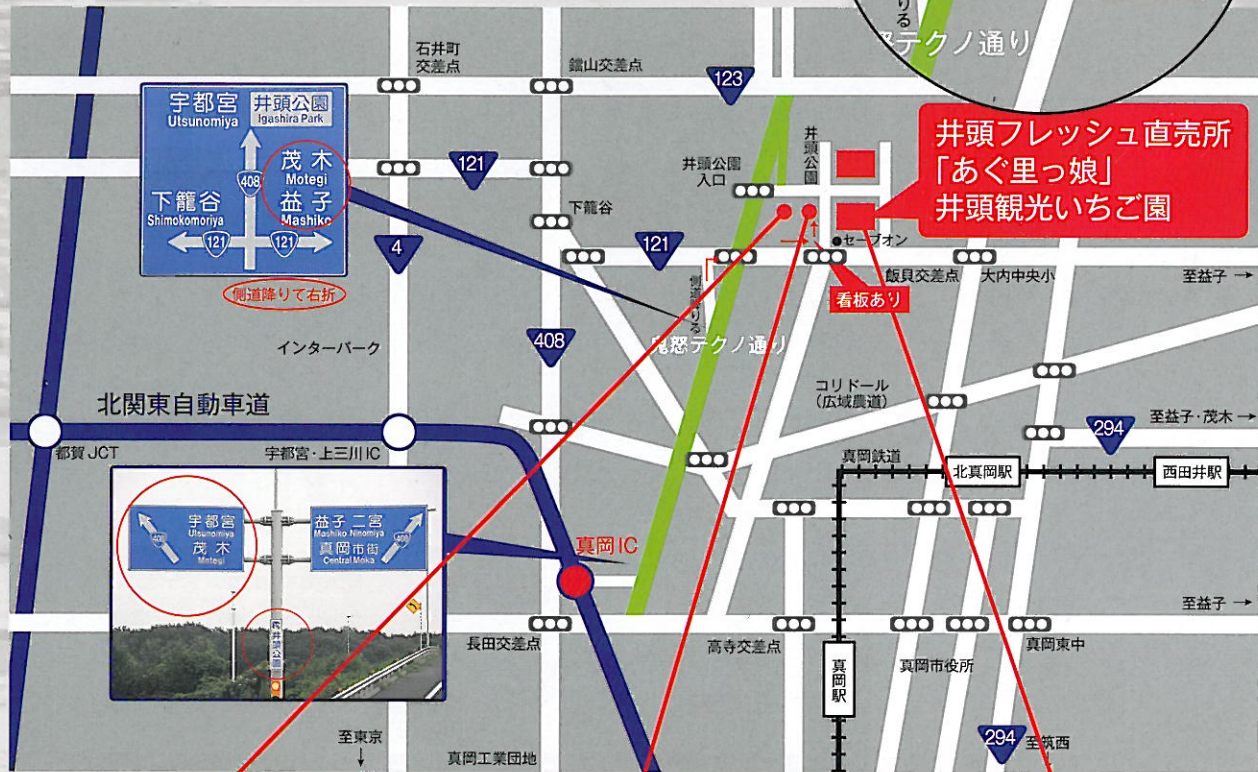 りる
怒テクノ通り
石井町
交差点
鐺山交差点
123
宇都宮
Utsunomiya
井頭公園
Igashira Park
茂木
Motegi
益子
Mashiko
408
下籠谷
Shimokomoriya
121
121
側道降りて右折
121
4
下籠谷
121
408
井頭公園
入口
井頭公園
井頭フレッシュ直売所
「あぐ里っ娘」
井頭観光いちご園
●セーブオン
看板あり
飯貝交差点
大内中央小
至益子 →
側道りる
鬼怒テクノ通り
インターパーク
北関東自動車道
都賀JCT
宇都宮・上三川IC
コリドール
(広域農道)
至益子・茂木 →
294
真岡鉄道
北真岡駅
西田井駅
宇都宮
Utsunomiya
茂木
Motegi
408
益子 二宮
Mashiko Ninomiya
真岡市街
Central Moka
408
井頭公園
真岡IC
至益子 →
長田交差点
高寺交差点
真岡市役所
真岡東中
真岡駅
至東京
↓
真岡工業団地
294
至筑西